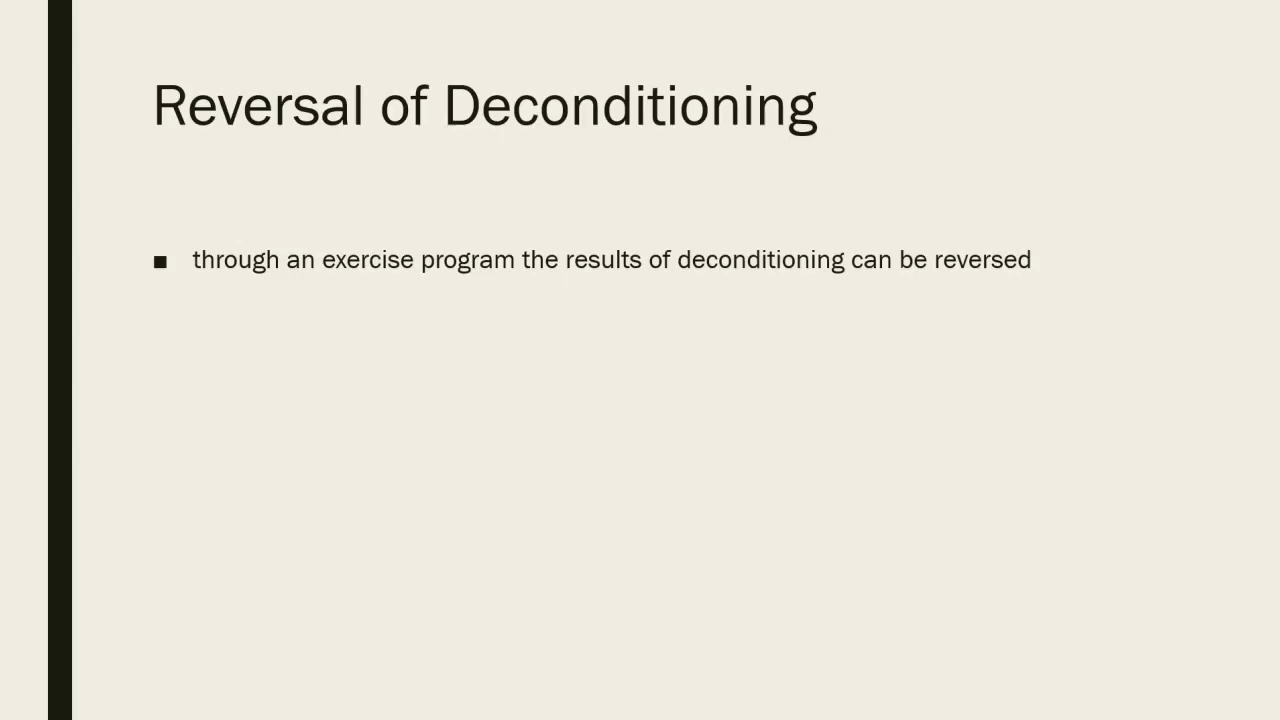 Reversal of Deconditioning
■ through an exercise program the results of deconditioning can be reversed